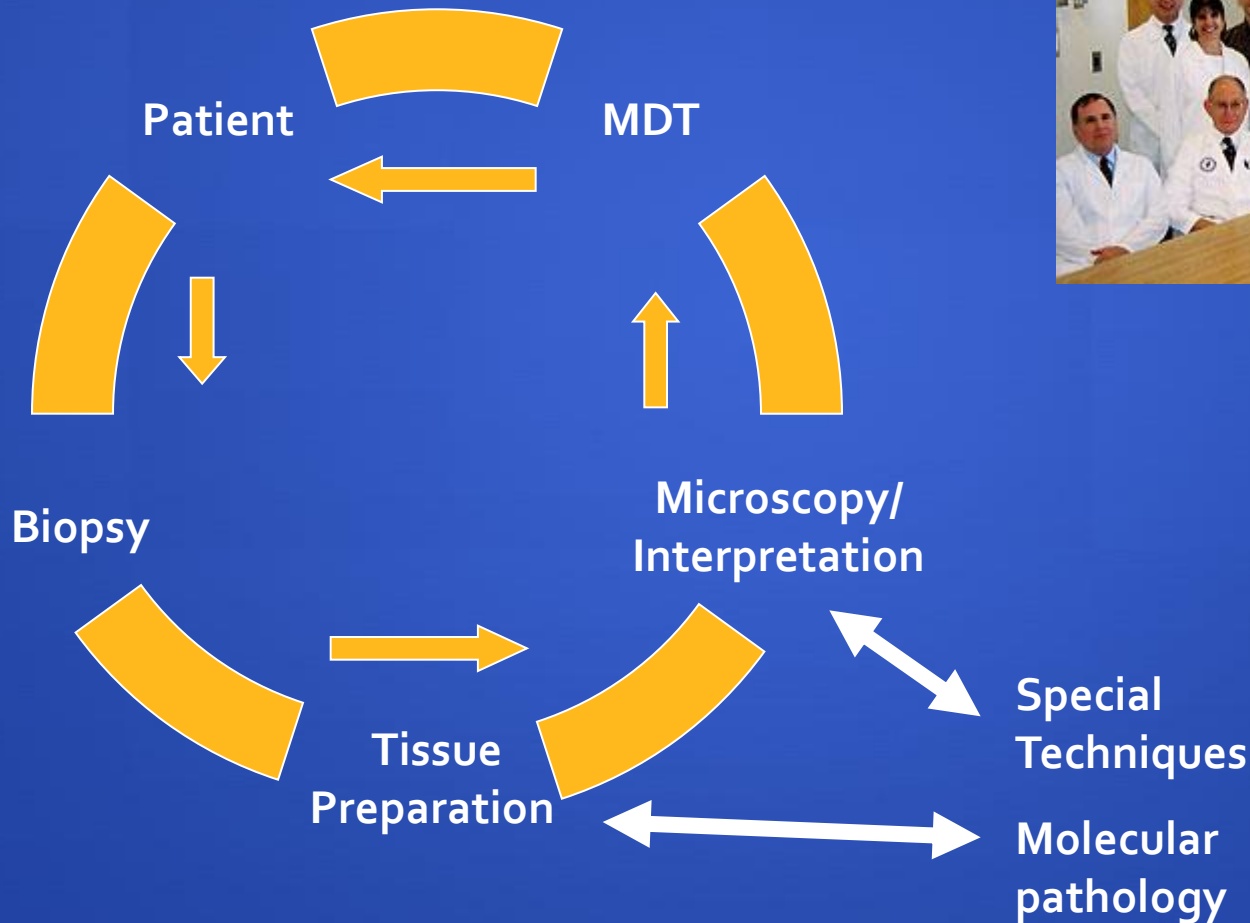 Patient
MDT
Biopsy
Microscopy/
Interpretation
Tissue
Preparation
Special
Techniques
Molecular
pathology